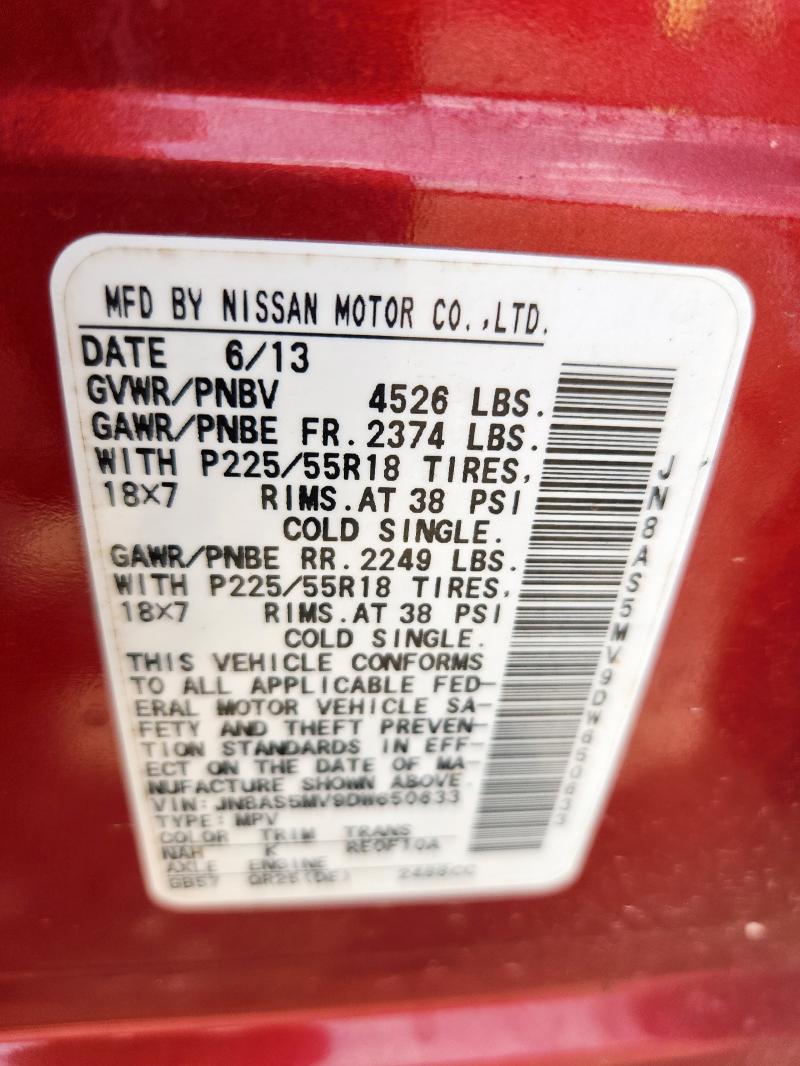 MFD BY NISSAN MOTOR CO.,LTD.
DATE 6/13
GVWR/PNBV 4526 LBS.
GAWR/PNBE FR. 2374 LBS.
WITH P225/55R18 TIRES,
18X7 RIMS. AT 38 PSI
COLD SINGLE.
GAWR/PNBE RR. 2249 LBS.
WITH P225/55R18 TIRES,
18X7 RIMS. AT 38 PSI
COLD SINGLE.
THIS VEHICLE CONFORMS
TO ALL APPLICABLE FED-
ERAL MOTOR VEHICLE SA-
FETY AND THEFT PREVEN-
TION STANDARDS IN EFF-
ECT ON THE DATE OF MA-
NUFACTURE SHOWN ABOVE.
VIN: JN8AS5MV9DW650633
TYPE: MPV
COLOR TRIM TRANS
NAH K RE0F10A
AXLE ENGINE
GB57 QR25(DE) 2488CC
JN8AS5MV9DW650633